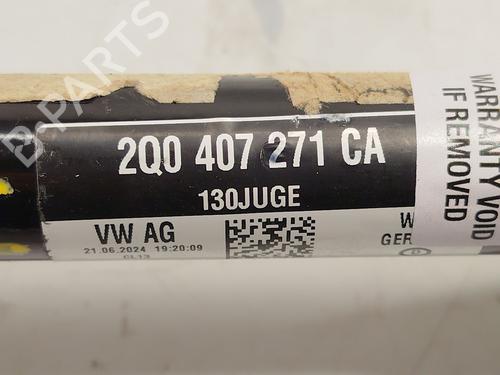 B-PARTS
2Q0 407 271 CA
130JUGE
VW AG
21.06.2024 19:20:09
CL13
W
GER
WARRANTY VOID
IF REMOVED